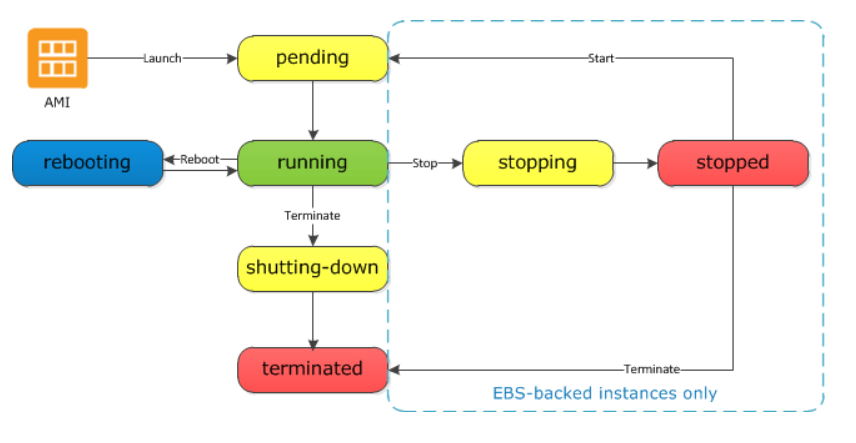 Launch
pending
Start
AMI
rebooting
Reboot
running
Stop
stopping
stopped
Terminate
shutting-down
terminated
Terminate
EBS-backed instances only